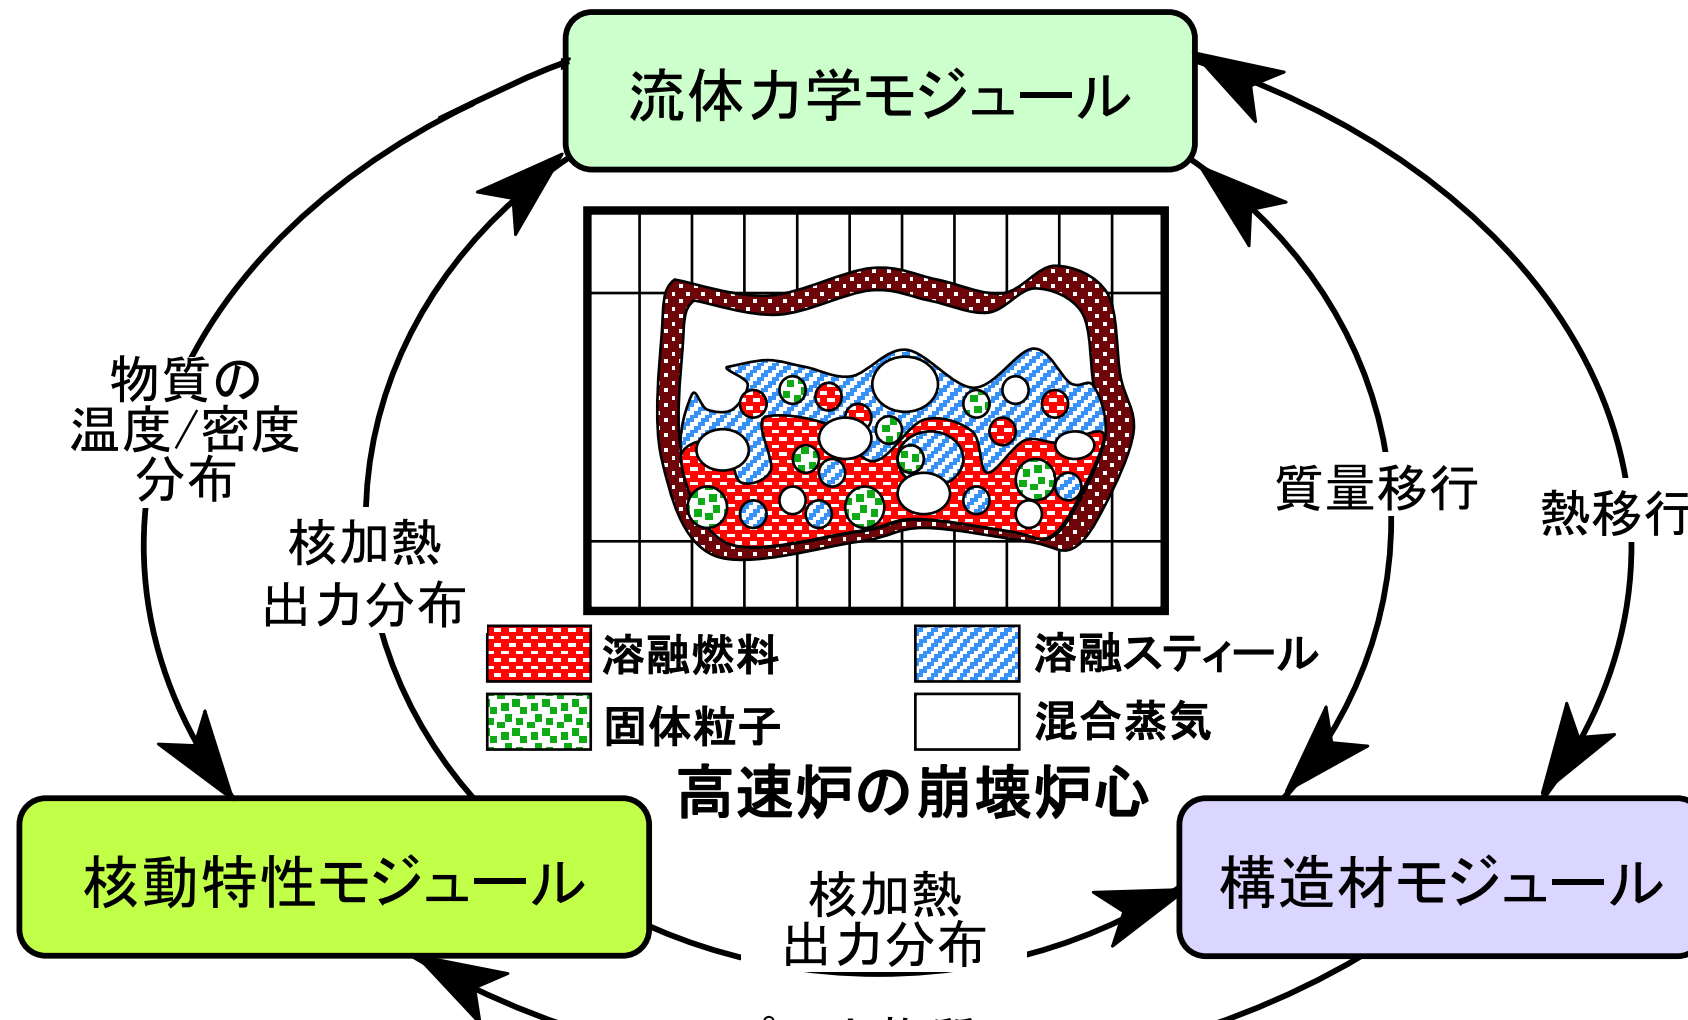 流体力学モジュール
物質の
温度/密度
分布
核加熱
出力分布
質量移行
熱移行
溶融燃料
溶融スティール
固体粒子
混合蒸気
高速炉の崩壊炉心
核動特性モジュール
構造材モジュール
核加熱
出力分布